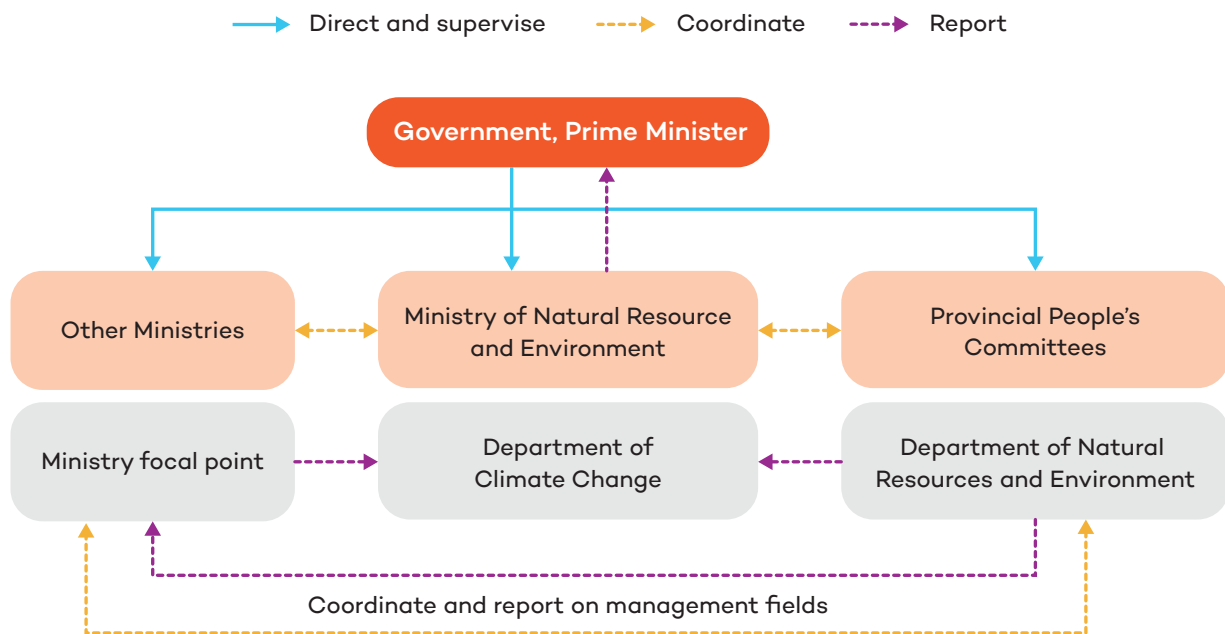 Direct and supervise
Coordinate
Report
Government, Prime Minister
Other Ministries
Ministry of Natural Resource
and Environment
Provincial People’s
Committees
Ministry focal point
Department of
Climate Change
Department of Natural
Resources and Environment
Coordinate and report on management fields